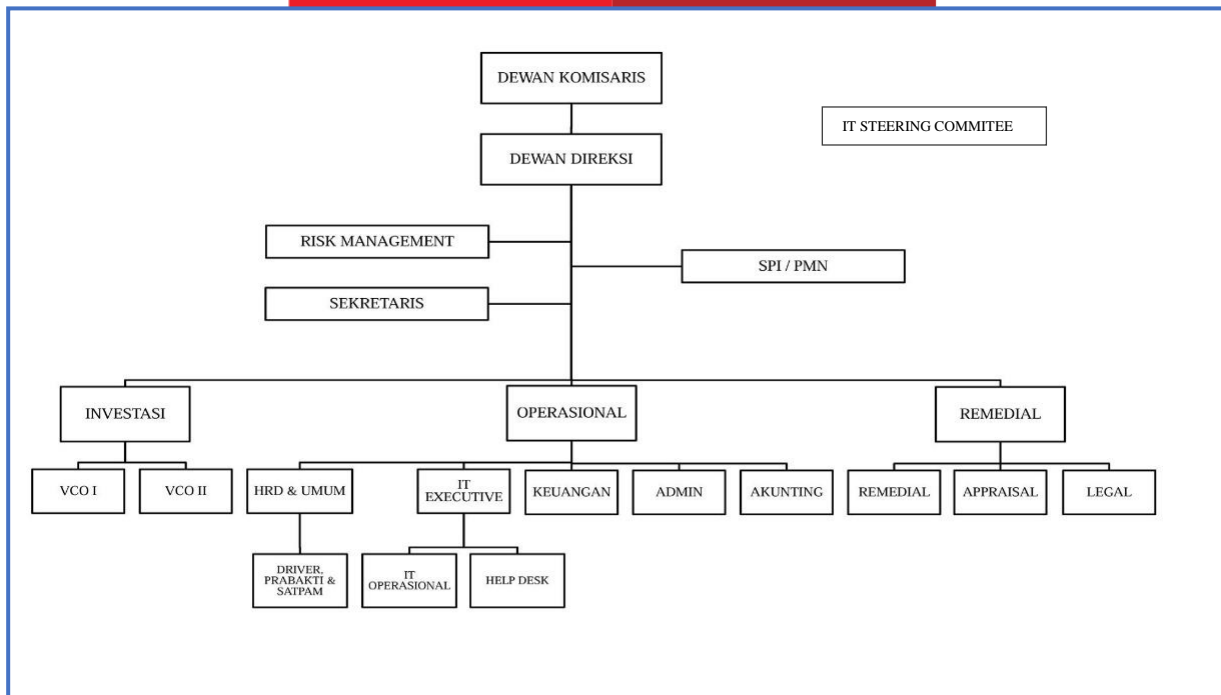 DEWAN KOMISARIS
IT STEERING COMMITEE
DEWAN DIREKSI
RISK MANAGEMENT
SPI / PMN
SEKRETARIS
INVESTASI
OPERASIONAL
REMEDIAL
VCO I
VCO II
HRD & UMUM
IT
EXECUTIVE
KEUANGAN
ADMIN
AKUNTING
REMEDIAL
APPRAISAL
LEGAL
DRIVER,
PRABAKTI &
SATPAM
IT
OPERASIONAL
HELP DESK